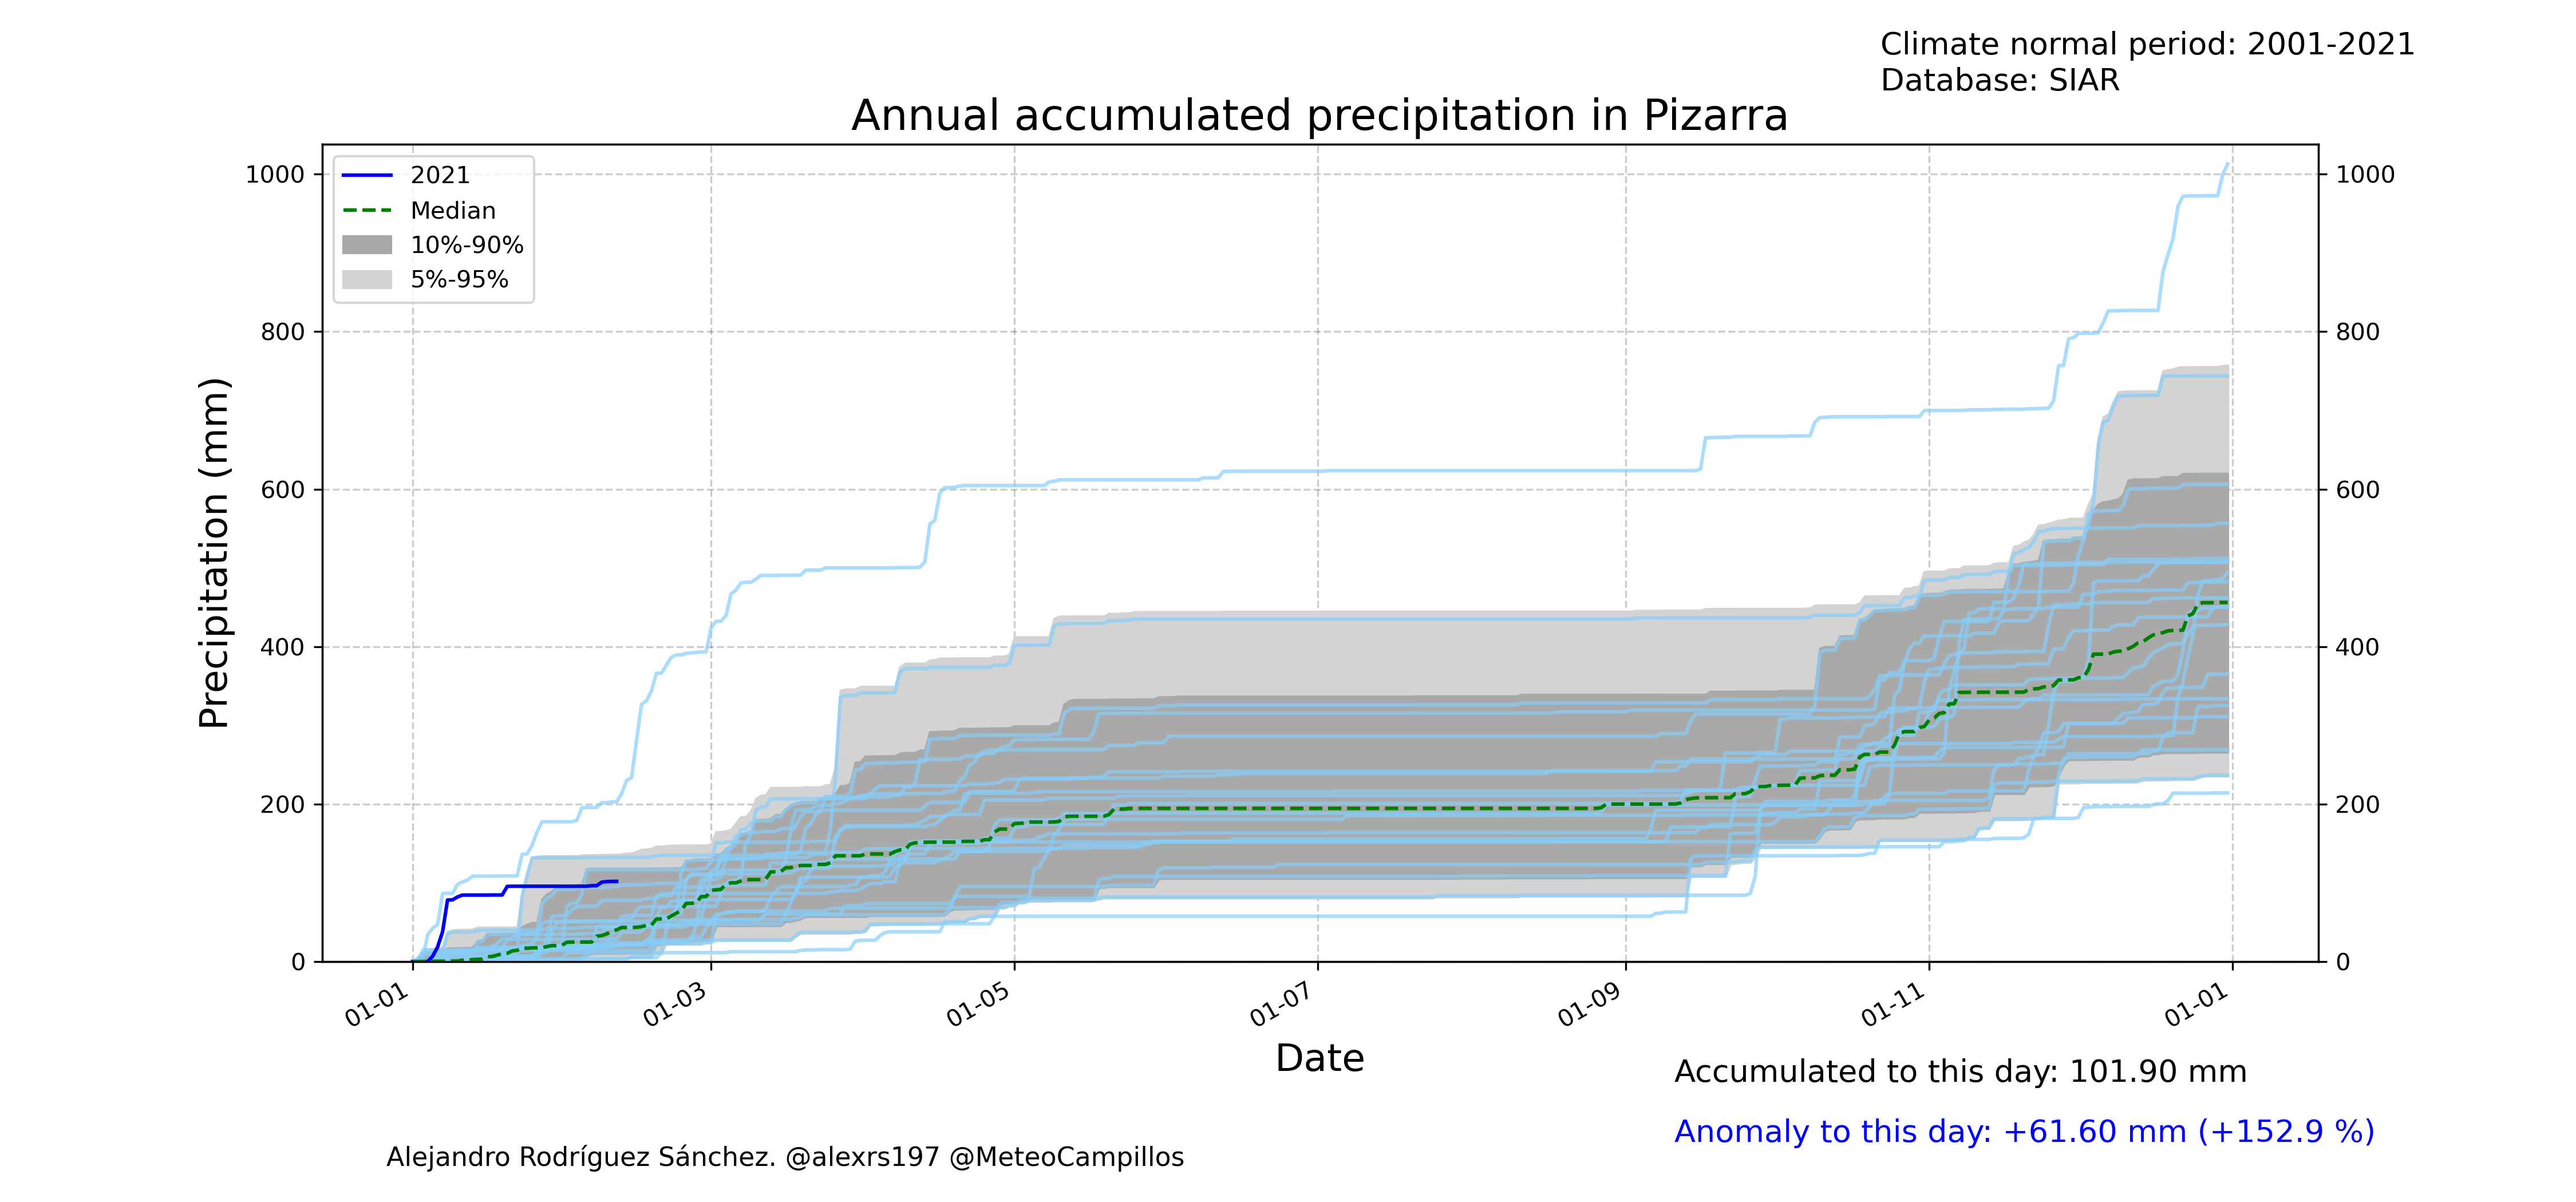 Climate normal period: 2001-2021
Database: SIAR
Annual accumulated precipitation in Pizarra
2021
Median
10%-90%
5%-95%
Precipitation (mm)
1000
800
600
400
200
0
1000
800
600
400
200
0
01-01
01-03
01-05
01-07
01-09
01-11
01-01
Date
Accumulated to this day: 101.90 mm
Anomaly to this day: +61.60 mm (+152.9 %)
Alejandro Rodríguez Sánchez. @alexrs197 @MeteoCampillos